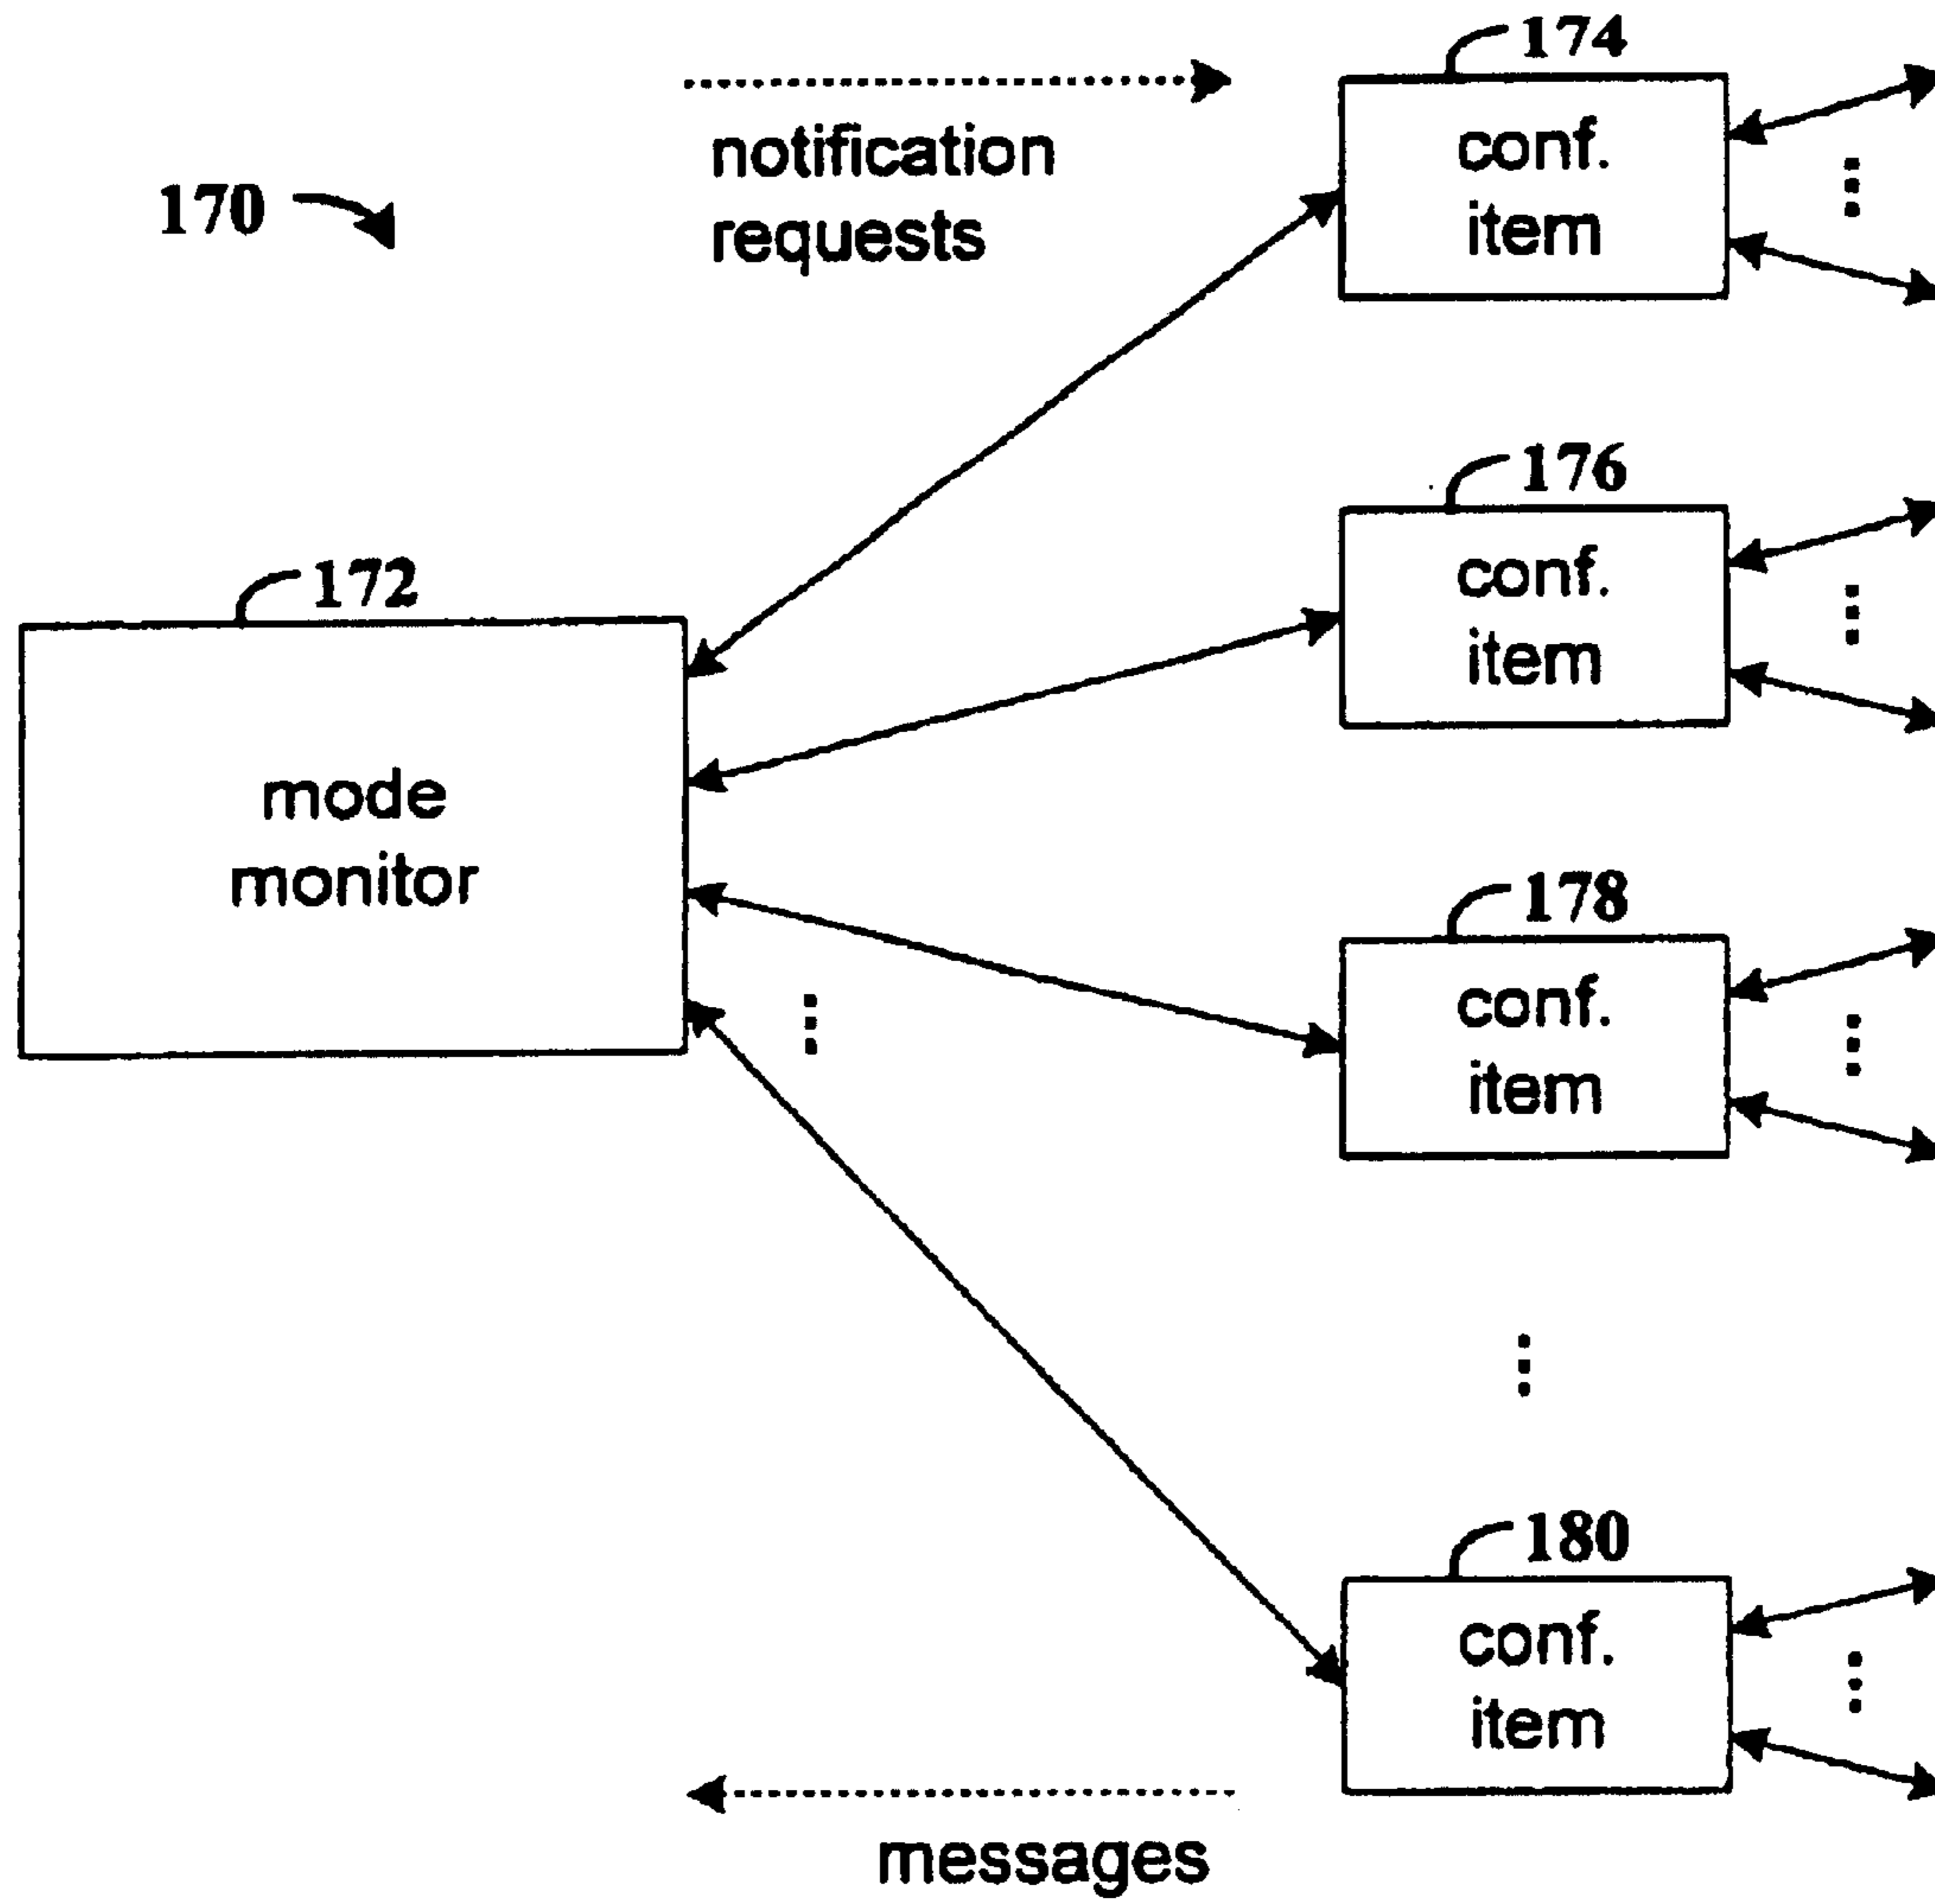 174
notification
requests
170
conf.
item
176
conf.
item
172
mode
monitor
178
conf.
item
180
conf.
item
messages